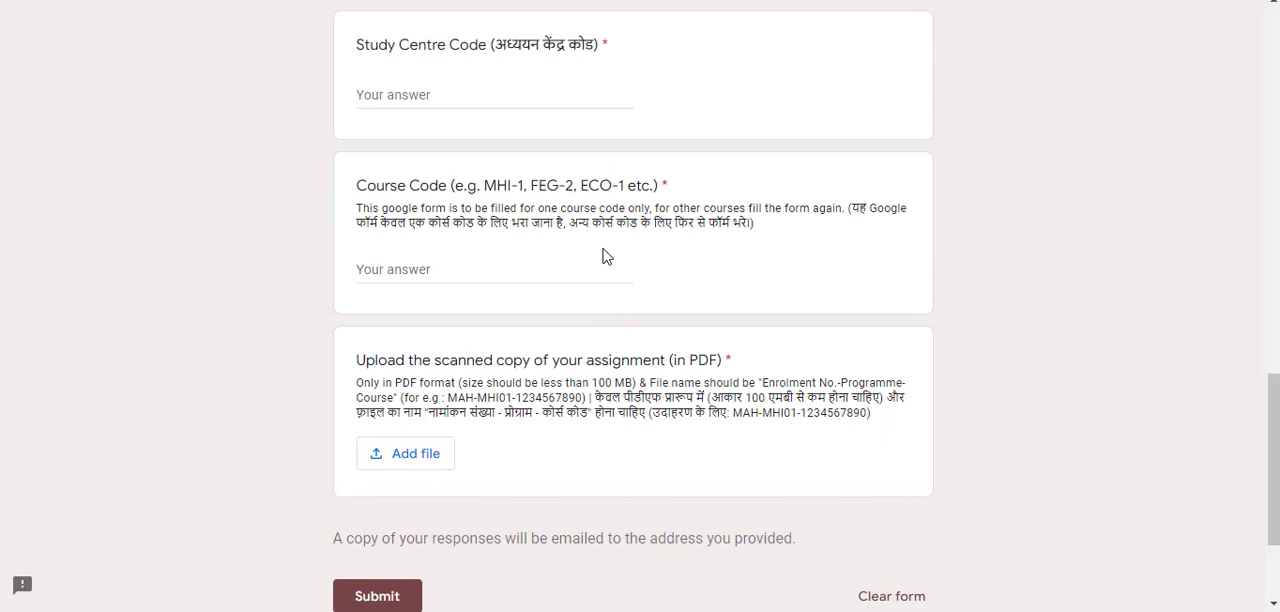 Study Centre Code (अध्ययन केंद्र कोड) *
Your answer
Course Code (e.g. MHI-1, FEG-2, ECO-1 etc.) *
This google form is to be filled for one course code only, for other courses fill the form again. (यह Google
फॉर्म केवल एक कोर्स कोड के लिए भरा जाना है, अन्य कोर्स कोड के लिए फिर से फॉर्म भरे।)
Your answer
Upload the scanned copy of your assignment (in PDF) *
Only in PDF format (size should be less than 100 MB) & File name should be "Enrolment No.-Programme-
Course" (for e.g : MAH-MHI01-1234567890) | केवल पीडीएफ प्रारूप में (आकार 100 एमबी से कम होना चाहिए) और
फ़ाइल का नाम "नामांकन संख्या - प्रोग्राम - कोर्स कोड" होना चाहिए (उदाहरण के लिए: MAH-MHI01-1234567890)
Add file
A copy of your responses will be emailed to the address you provided.
Submit
Clear form